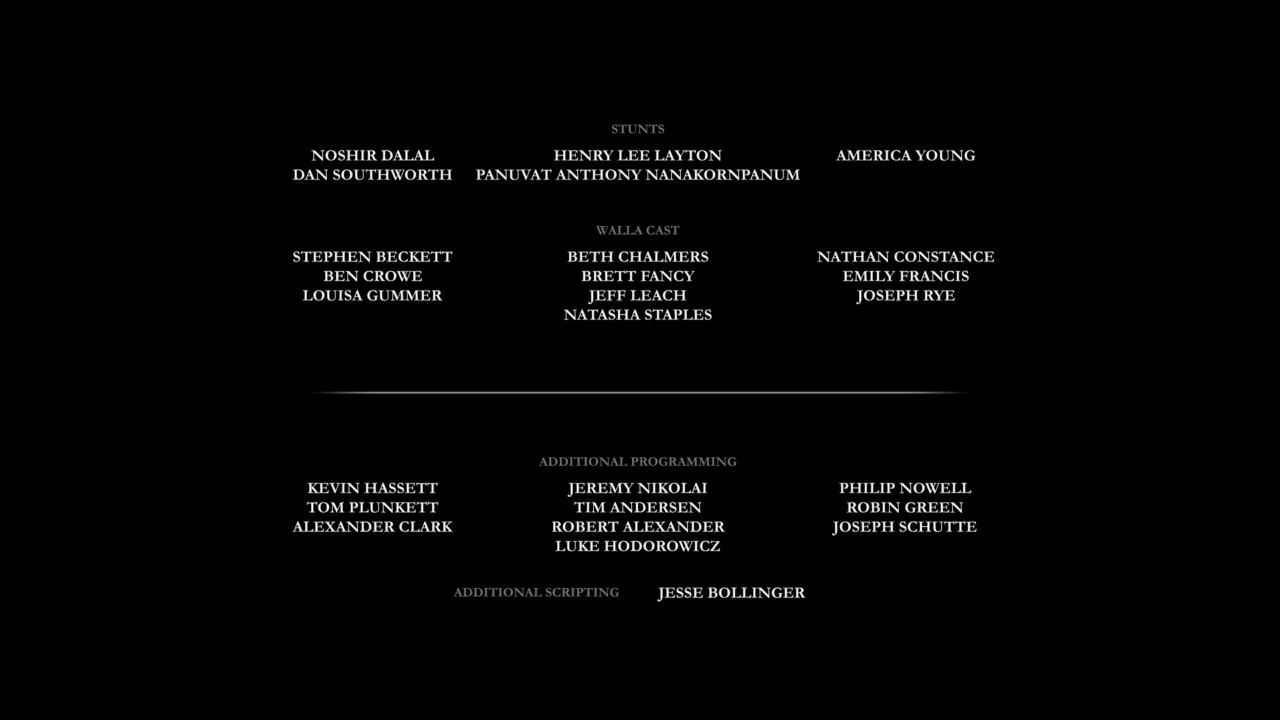 STUNTS
NOSHIR DALAL HENRY LEE LAYTON AMERICA YOUNG
DAN SOUTHWORTH PANUVAT ANTHONY NANAKORNPANUM
WALLA CAST
STEPHEN BECKETT BETH CHALMERS NATHAN CONSTANCE
BEN CROWE BRETT FANCY EMILY FRANCIS
LOUISA GUMMER JEFF LEACH JOSEPH RYE
NATASHA STAPLES
ADDITIONAL PROGRAMMING
KEVIN HASSETT JEREMY NIKOLAI PHILIP NOWELL
TOM PLUNKETT TIM ANDERSEN ROBIN GREEN
ALEXANDER CLARK ROBERT ALEXANDER JOSEPH SCHUTTE
LUKE HODOROWICZ
ADDITIONAL SCRIPTING JESSE BOLLINGER